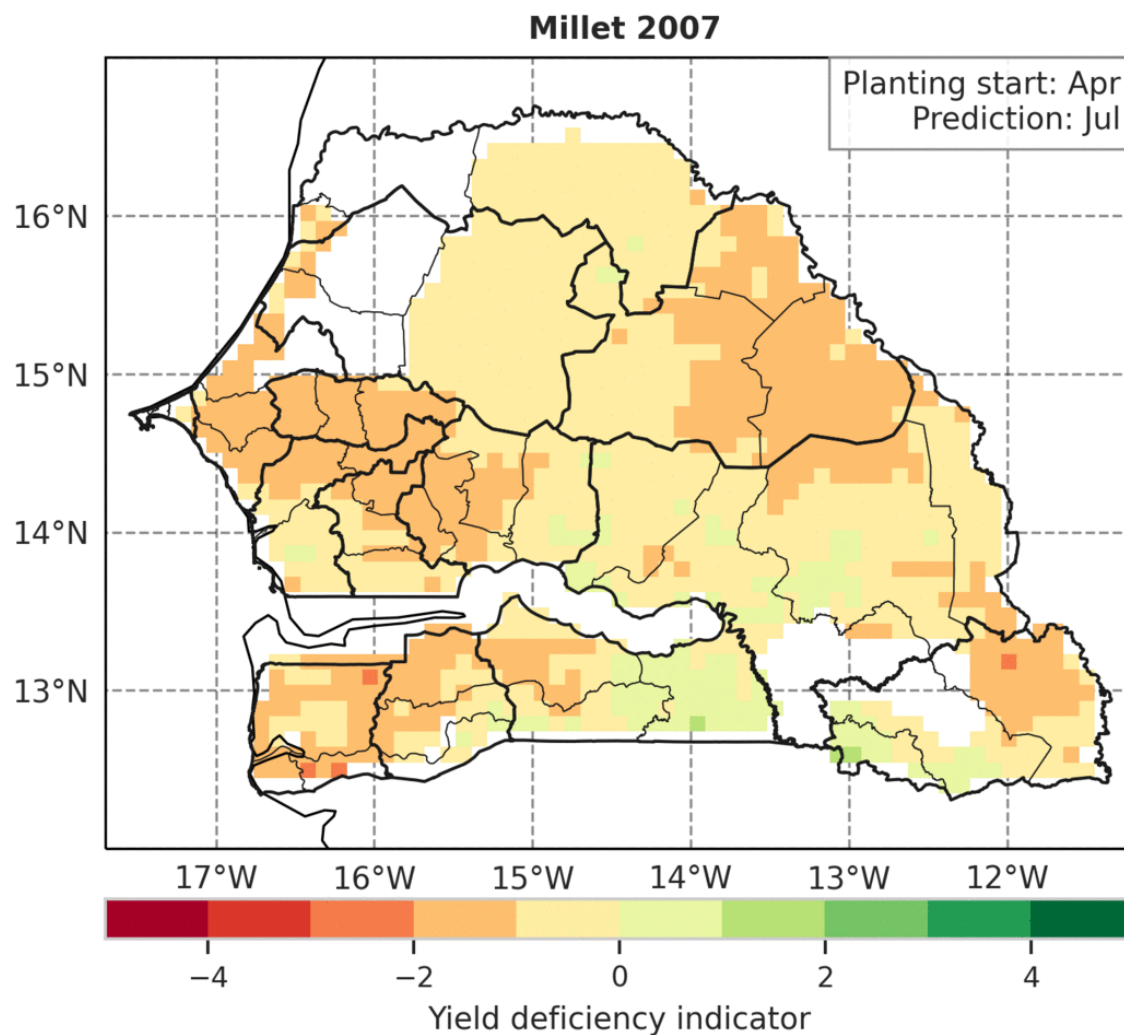 Millet 2007
Planting start: Apr
Prediction: Jul
16°N
15°N
14°N
13°N
17°W 16°W 15°W 14°W 13°W 12°W
−4 −2 0 2 4
Yield deficiency indicator